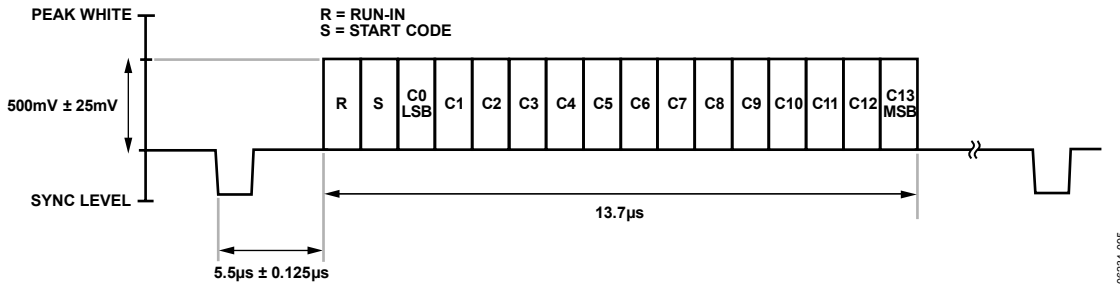 PEAK WHITE
R = RUN-IN
S = START CODE
500mV ± 25mV
R S C0 LSB C1 C2 C3 C4 C5 C6 C7 C8 C9 C10 C11 C12 C13 MSB
SYNC LEVEL
13.7µs
5.5µs ± 0.125µs